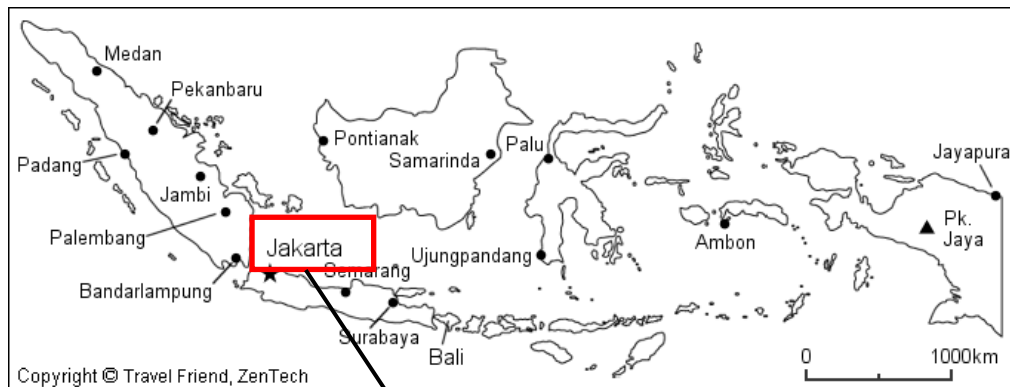 Medan
Pekanbaru
Pontianak
Samarinda
Palu
Padang
Jayapura
Jambi
Palembang
Jakarta
Pk.
Jaya
Ambon
Ujungpandang
Semarang
Bandarlampung
Surabaya
Bali
0
1000km
Copyright © Travel Friend, ZenTech